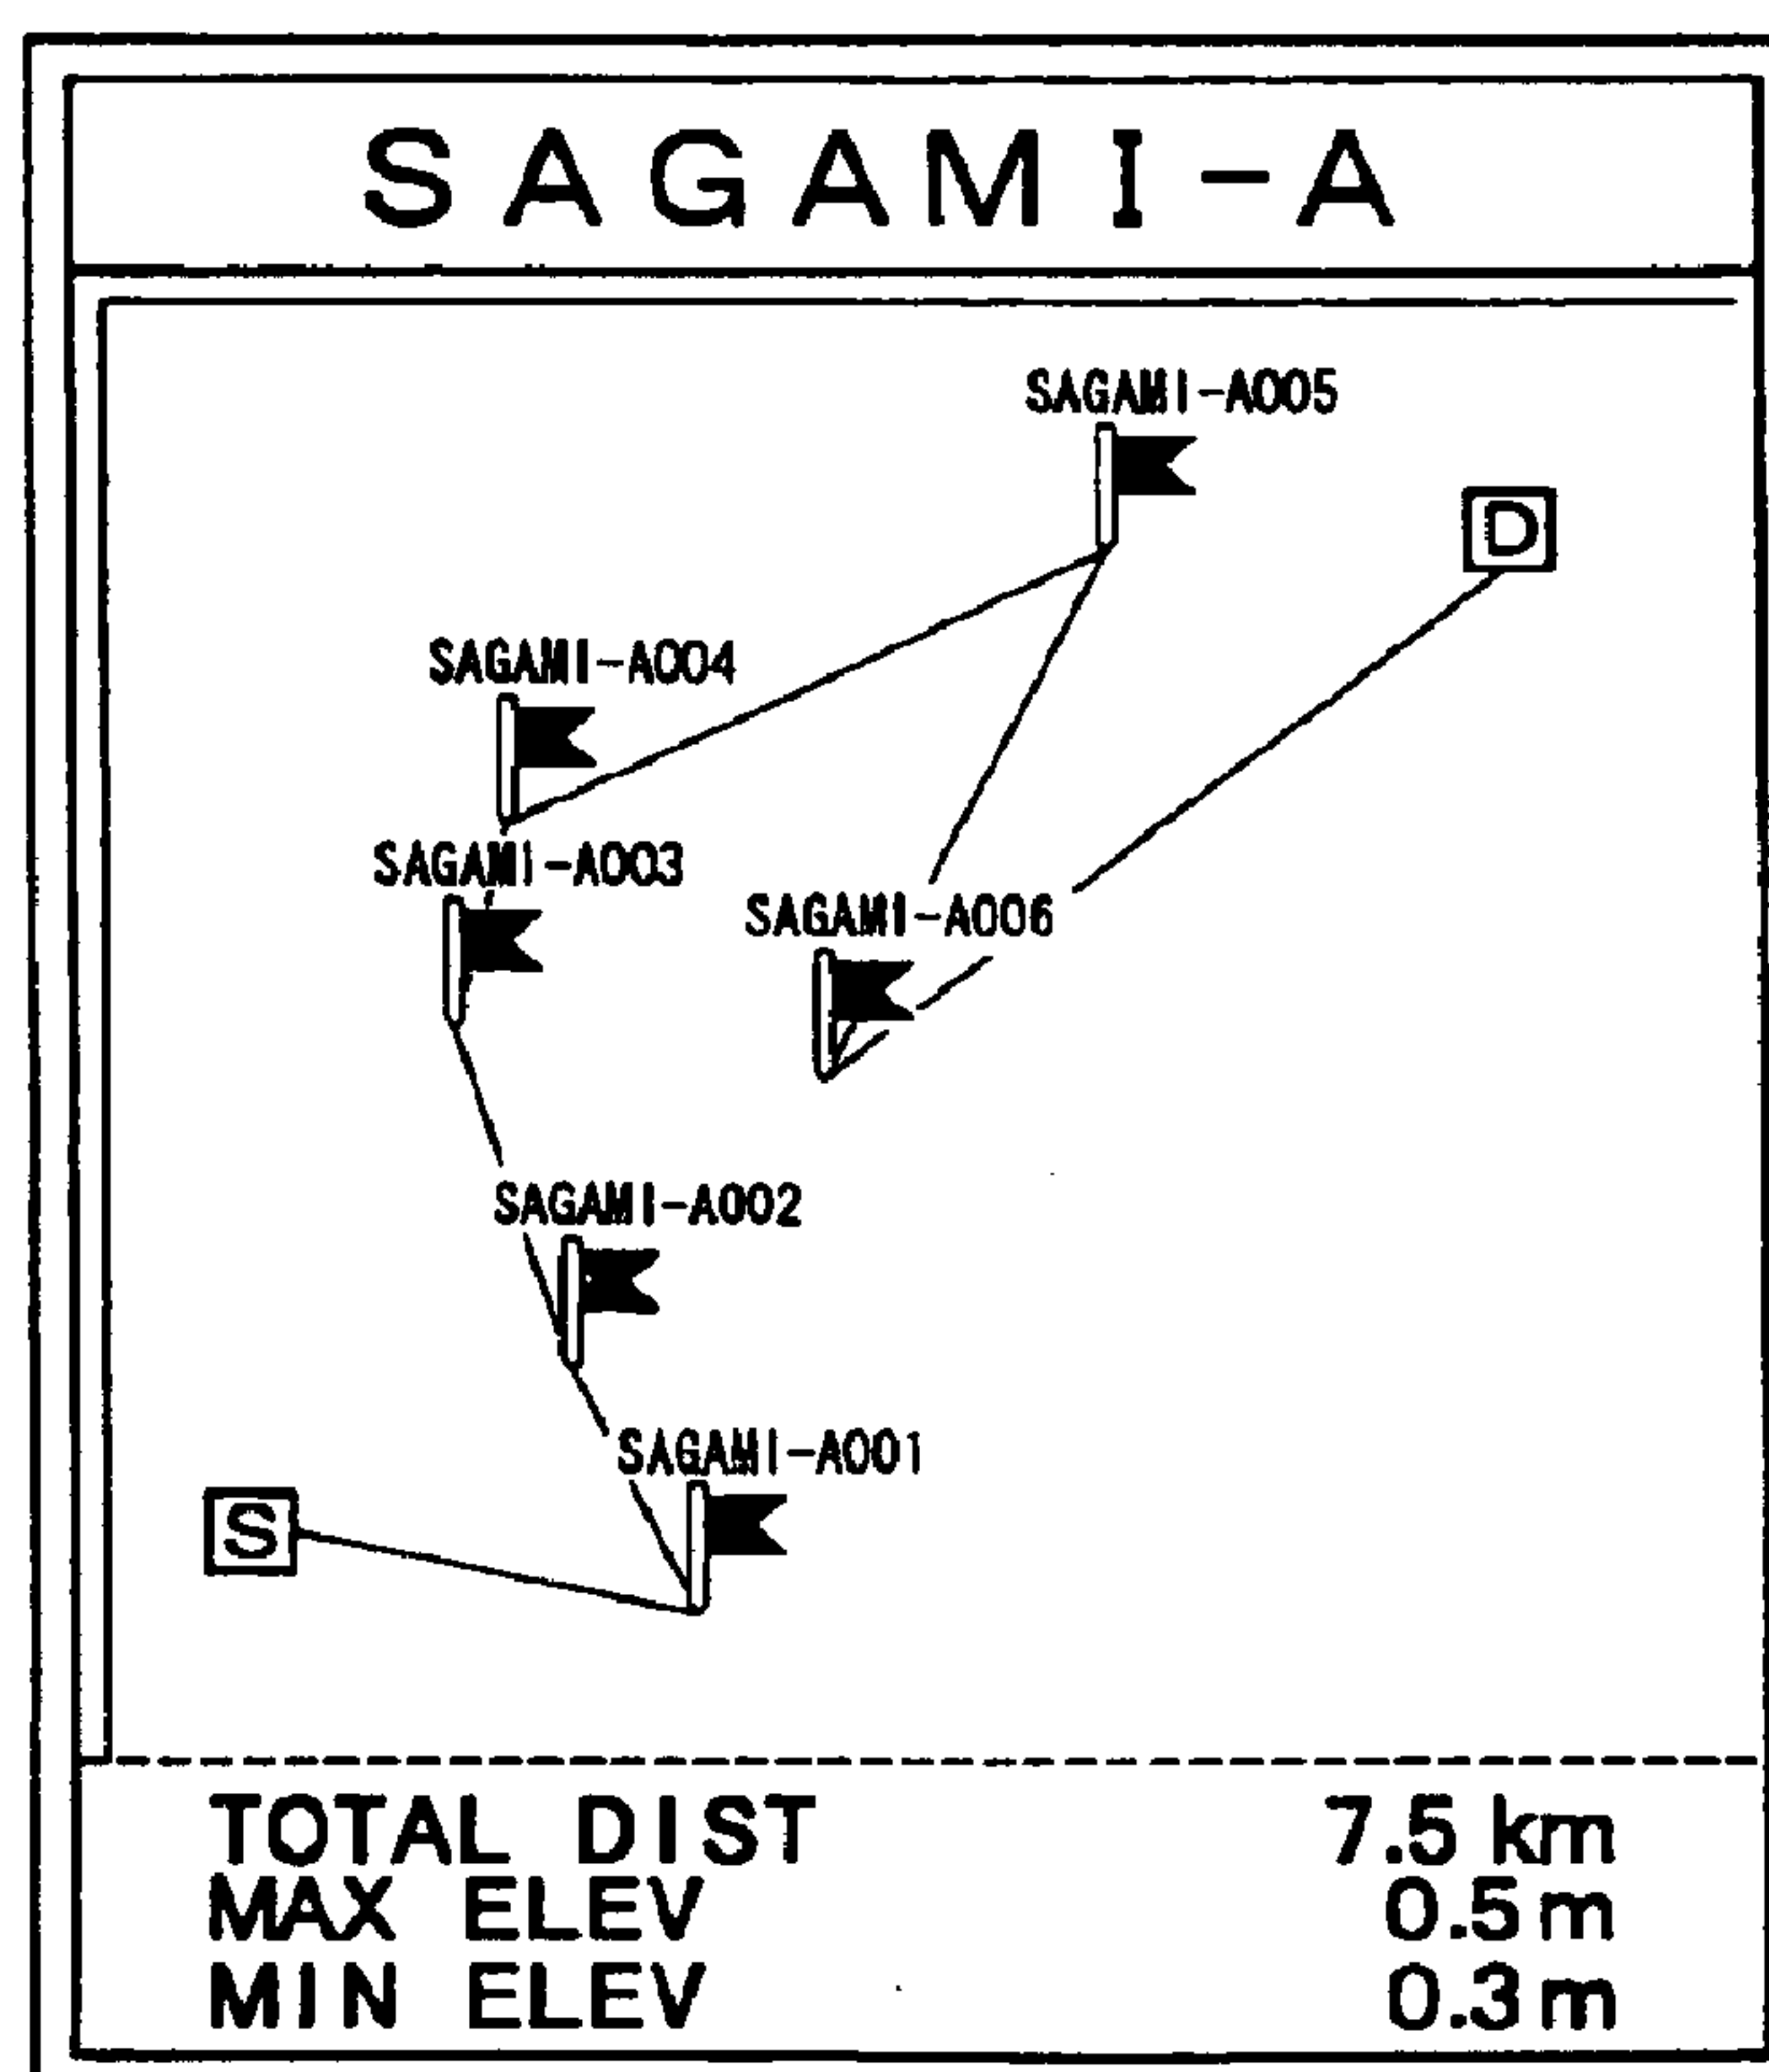 SAGAMI-A
SAGAMI-A005
D
SAGAMI-A004
SAGAMI-A003
SAGAMI-A006
SAGAMI-A002
SAGAMI-A001
S
TOTAL DIST 7.5 km
MAX ELEV 0.5 m
MIN ELEV 0.3 m